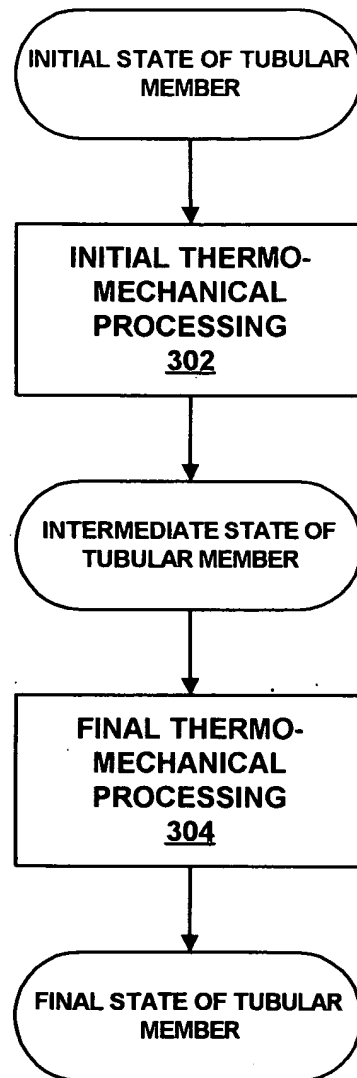 INITIAL STATE OF TUBULAR
MEMBER
INITIAL THERMO-
MECHANICAL
PROCESSING
302
INTERMEDIATE STATE OF
TUBULAR MEMBER
FINAL THERMO-
MECHANICAL
PROCESSING
304
FINAL STATE OF TUBULAR
MEMBER